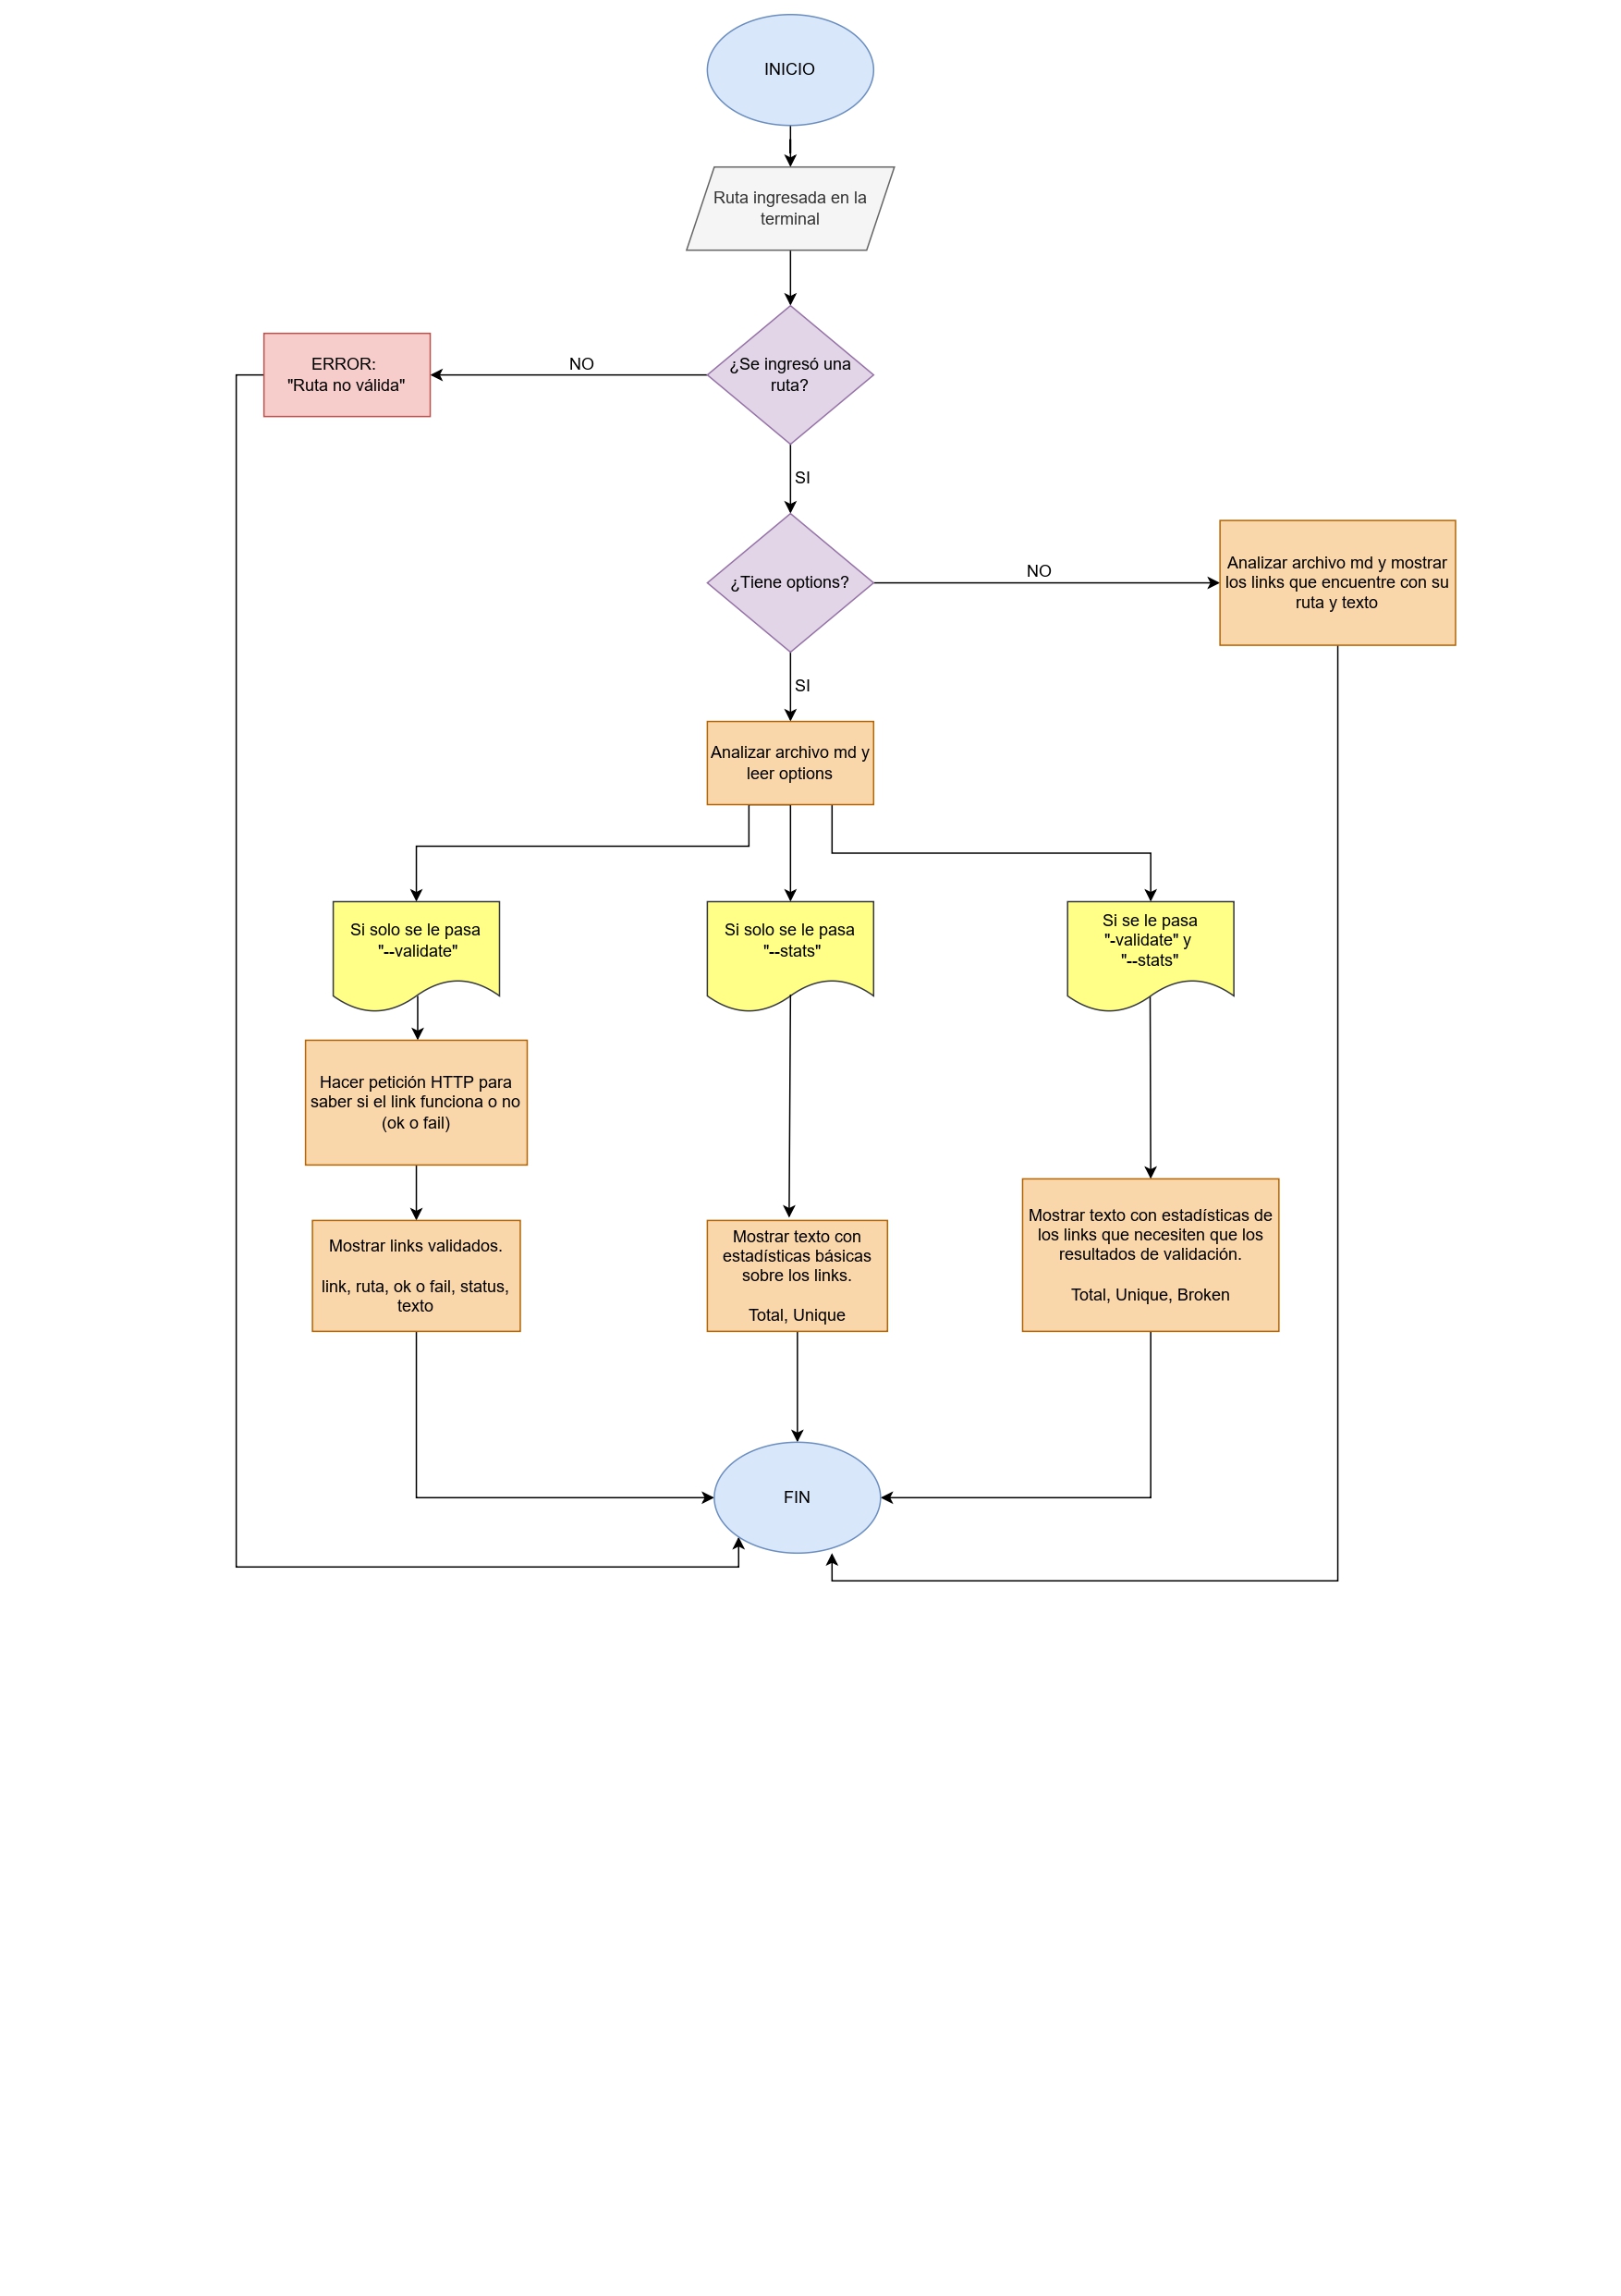 INICIO
Ruta ingresada en la
terminal
¿Se ingresó una
ruta?
NO
ERROR:
"Ruta no válida"
SI
¿Tiene options?
NO
Analizar archivo md y mostrar
los links que encuentre con su
ruta y texto
SI
Analizar archivo md y
leer options
Si solo se le pasa
"--validate"
Si solo se le pasa
"--stats"
Si se le pasa
"-validate" y
"--stats"
Hacer petición HTTP para
saber si el link funciona o no
(ok o fail)
Mostrar links validados.
link, ruta, ok o fail, status,
texto
Mostrar texto con
estadísticas básicas
sobre los links.
Total, Unique
Mostrar texto con estadísticas de
los links que necesiten que los
resultados de validación.
Total, Unique, Broken
FIN